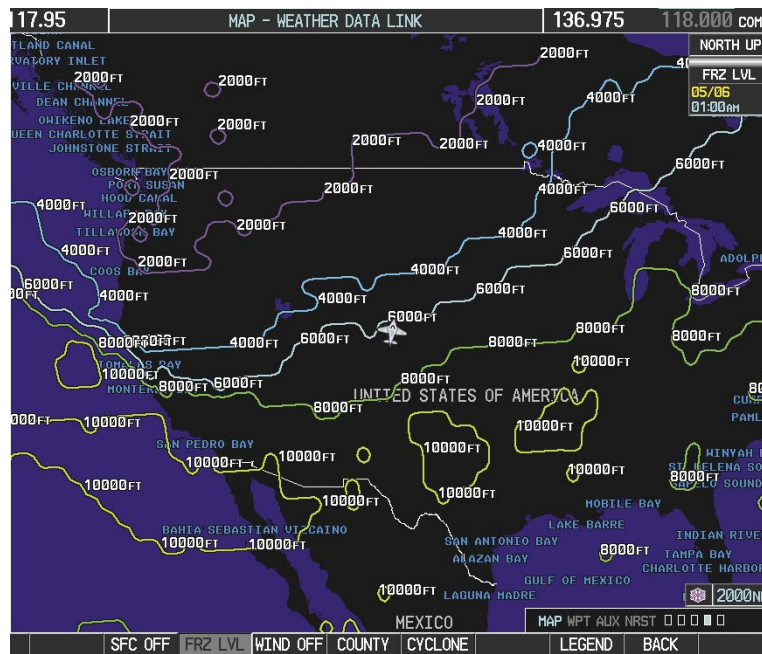 117.95
MAP - WEATHER DATA LINK
136.975
118.000 COM
NORTH UP
FRZ LVL
05/06
01:00AM
TLAND CANAL
RVATORY INLET
VILLE CHANNEL
DEAN CHANNEL
OWIKENO LAKE
UEEN CHARLOTTE STRAIT
JOHNSTONE STRAIT
OSBORN BAY
PORT SUSAN
HOOD CANAL
WILLAPA BAY
TILLAMOOK BAY
COOS BAY
TOMALES BAY
SAN PEDRO BAY
BAHIA SEBASTIAN VIZCAINO
UNITED STATES OF AMERICA
ADOLPH
WINYAH
ST HELENA SO
SAPELO SOUND
MOBILE BAY
LAKE BARRE
INDIAN RIVE
SAN ANTONIO BAY
TAMPA BAY
ALAZAN BAY
CHARLOTTE HARBOR
GULF OF MEXICO
LAGUNA MADRE
MEXICO
2000FT
2000FT
2000FT
2000FT
2000FT
2000FT
2000FT
2000FT
2000FT
2000FT
2000FT
2000FT
2000FT
2000FT
4000FT
4000FT
4000FT
4000FT
4000FT
4000FT
4000FT
4000FT
4000FT
4000FT
6000FT
6000FT
6000FT
6000FT
6000FT
6000FT
6000FT
6000FT
8000FT
8000FT
8000FT
8000FT
8000FT
8000FT
8000FT
8000FT
8000FT
8000FT
8000FT
10000FT
10000FT
10000FT
10000FT
10000FT
10000FT
10000FT
10000FT
10000FT
10000FT
10000FT
10000FT
10000FT
10000FT
2000N
MAP WPT AUX NRST
SFC OFF
FRZ LVL
WIND OFF
COUNTY
CYCLONE
LEGEND
BACK